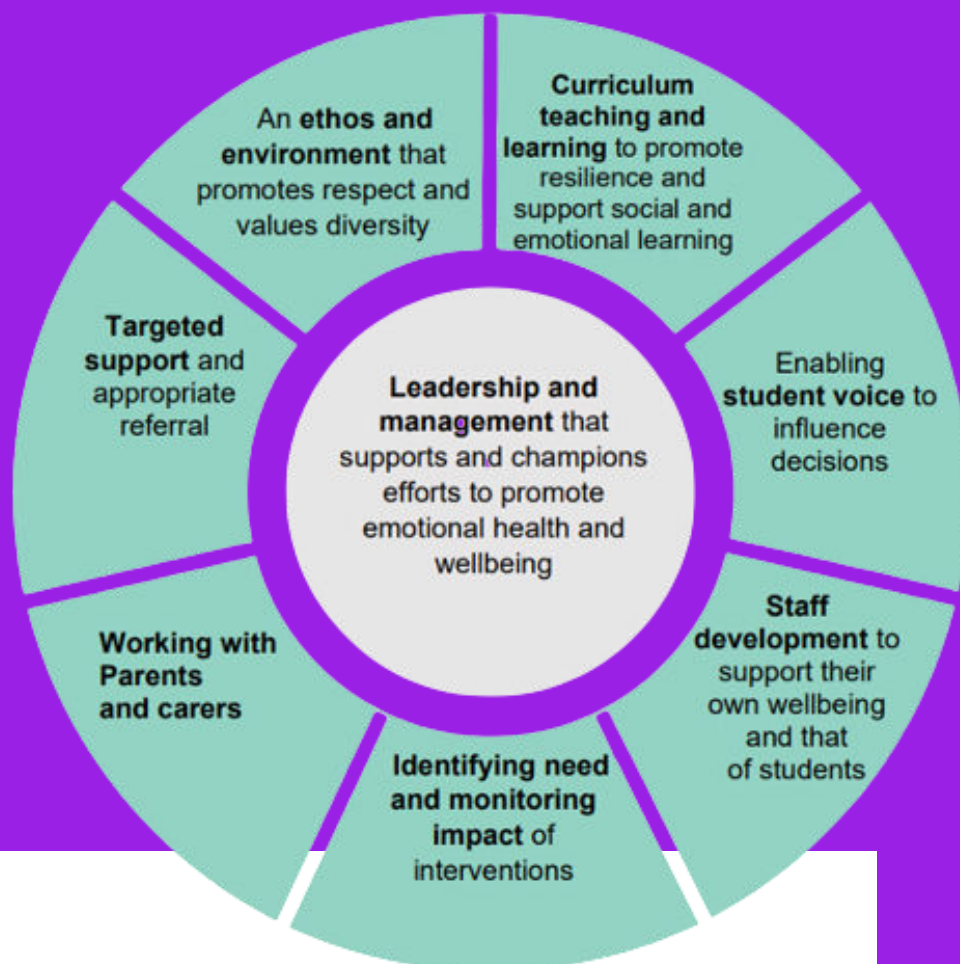 An ethos and
environment that
promotes respect and
values diversity
Curriculum
teaching and
learning to promote
resilience and
support social and
emotional learning
Enabling
student voice to
influence
decisions
Staff
development to
support their
own wellbeing
and that
of students
Identifying need
and monitoring
impact of
interventions
Working with
Parents
and carers
Targeted
support and
appropriate
referral
Leadership and
management that
supports and champions
efforts to promote
emotional health and
wellbeing